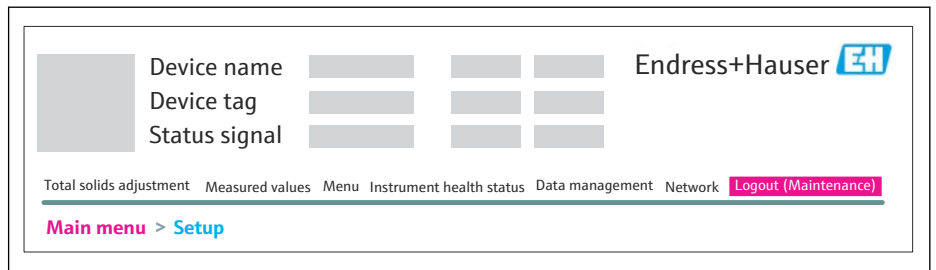 Device name
Endress+Hauser EH
Device tag
Status signal
Total solids adjustment Measured values Menu Instrument health status Data management Network Logout (Maintenance)
Main menu > Setup